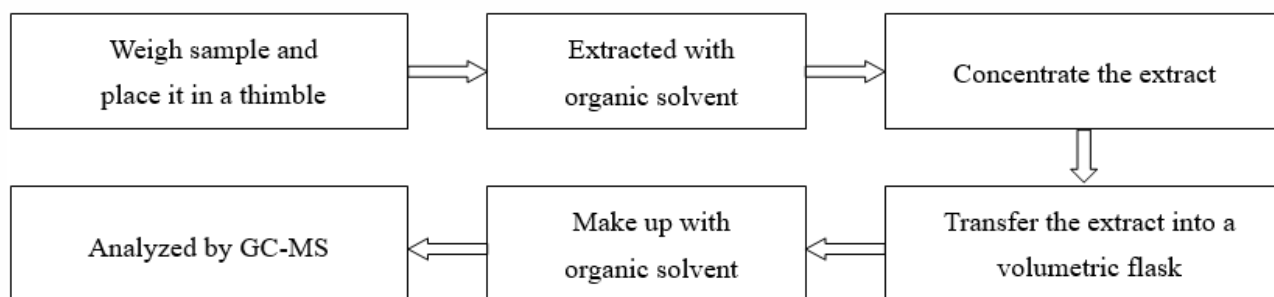 Weigh sample and
place it in a thimble
Extracted with
organic solvent
Concentrate the extract
Transfer the extract into a
volumetric flask
Make up with
organic solvent
Analyzed by GC-MS